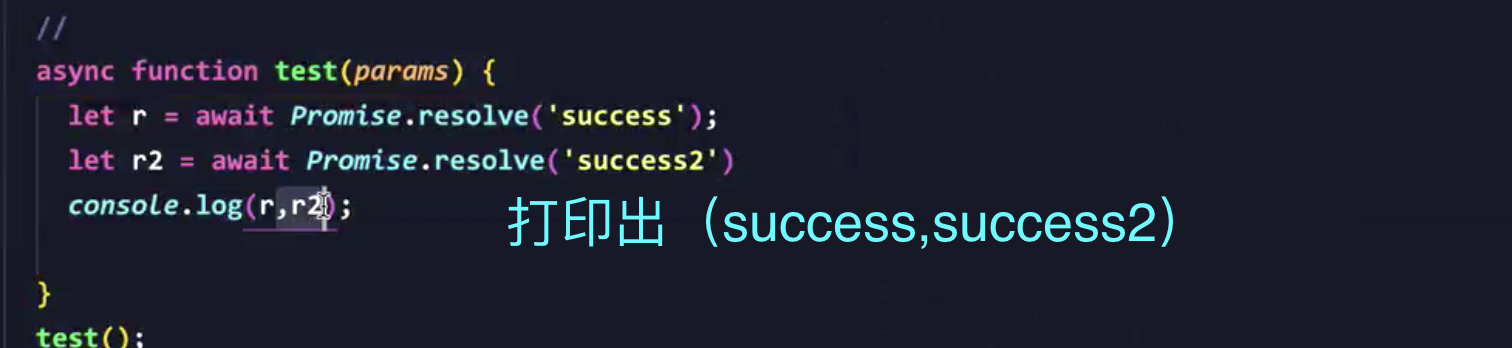 //
async function test(params) {
let r = await Promise.resolve('success');
let r2 = await Promise.resolve('success2')
console.log(r,r2);
打印出（success,success2）
}
test();